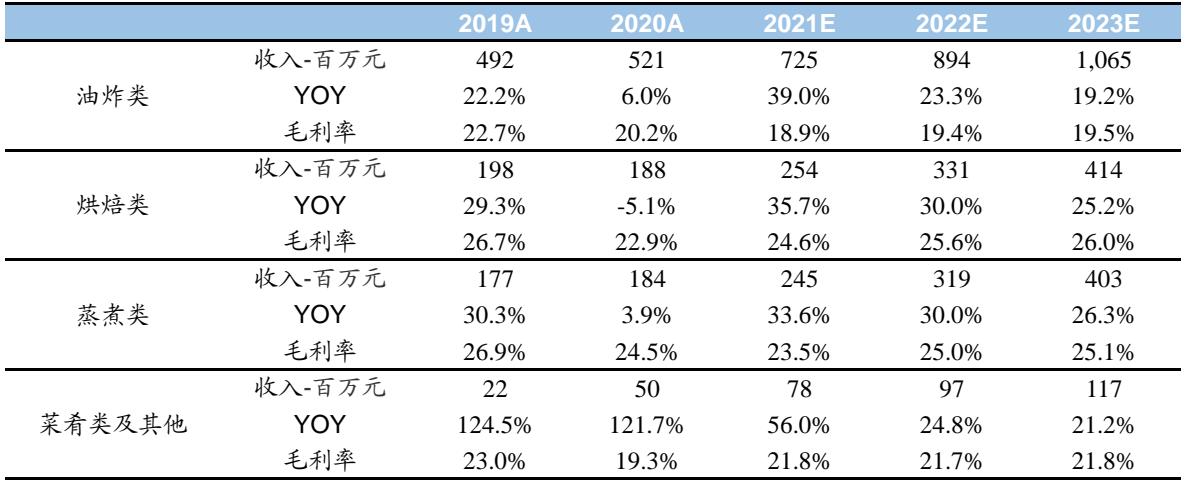 2019A 2020A 2021E 2022E 2023E
收入-百万元 492 521 725 894 1,065
油炸类 YOY 22.2% 6.0% 39.0% 23.3% 19.2%
毛利率 22.7% 20.2% 18.9% 19.4% 19.5%
收入-百万元 198 188 254 331 414
烘焙类 YOY 29.3% -5.1% 35.7% 30.0% 25.2%
毛利率 26.7% 22.9% 24.6% 25.6% 26.0%
收入-百万元 177 184 245 319 403
蒸煮类 YOY 30.3% 3.9% 33.6% 30.0% 26.3%
毛利率 26.9% 24.5% 23.5% 25.0% 25.1%
收入-百万元 22 50 78 97 117
菜肴类及其他 YOY 124.5% 121.7% 56.0% 24.8% 21.2%
毛利率 23.0% 19.3% 21.8% 21.7% 21.8%